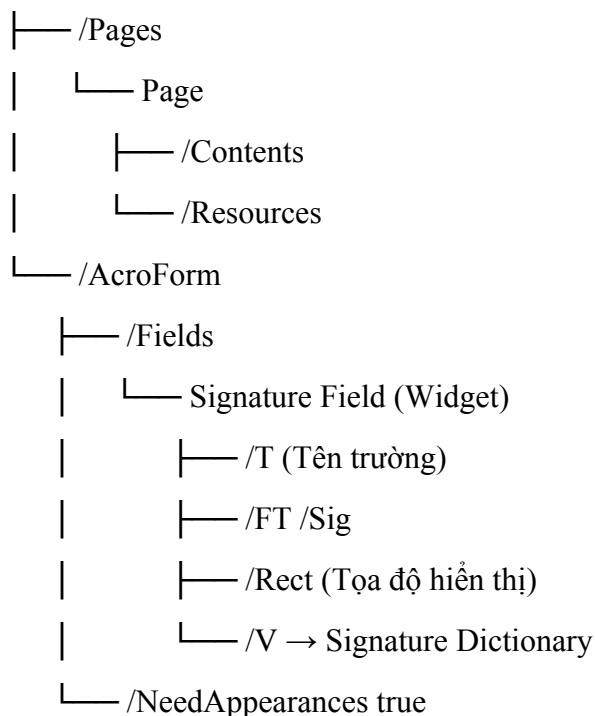 /Pages
Page
/Contents
/Resources
/AcroForm
/Fields
Signature Field (Widget)
/T (Tên trường)
/FT /Sig
/Rect (Tọa độ hiển thị)
/V → Signature Dictionary
/NeedAppearances true